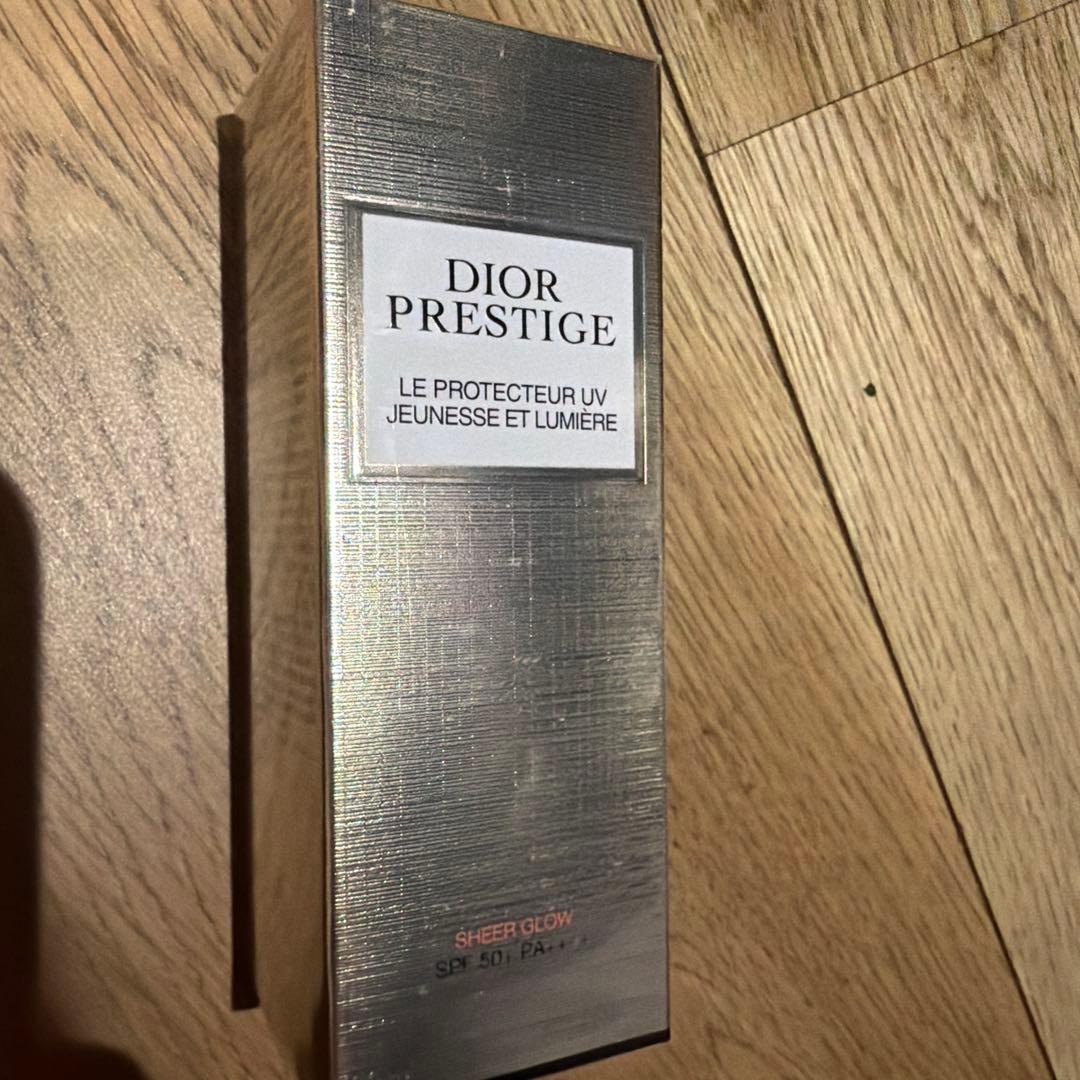 DIOR
PRESTIGE
LE PROTECTEUR UV
JEUNESSE ET LUMIÈRE
SHEER GLOW
SPF 50+ PA++++